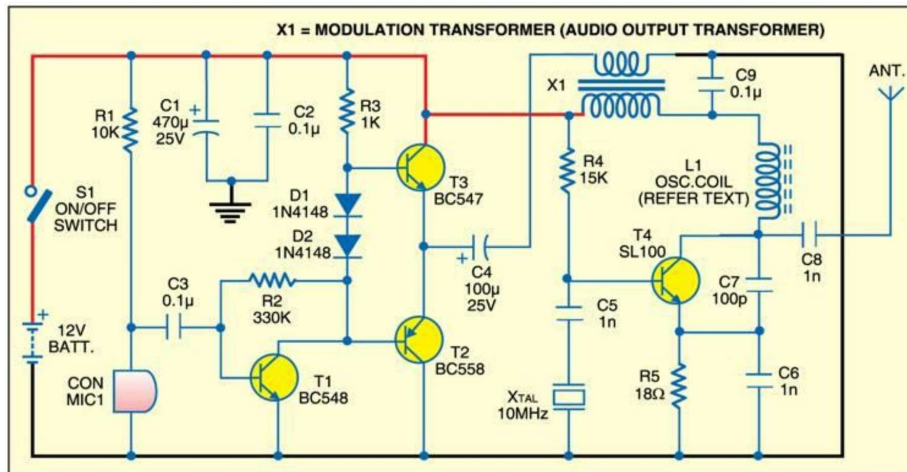 X1 = MODULATION TRANSFORMER (AUDIO OUTPUT TRANSFORMER)
R1
10K
C1
470µ
25V
+
C2
0.1µ
R3
1K
X1
C9
0.1µ
ANT.
S1
ON/OFF
SWITCH
T3
BC547
D1
1N4148
D2
1N4148
R4
15K
L1
OSC.COIL
(REFER TEXT)
T4
SL100
C3
0.1µ
R2
330K
+
C4
100µ
25V
C5
1n
C7
100p
C8
1n
+
12V
BATT.
CON
MIC1
T1
BC548
T2
BC558
XTAL
10MHz
R5
18Ω
C6
1n